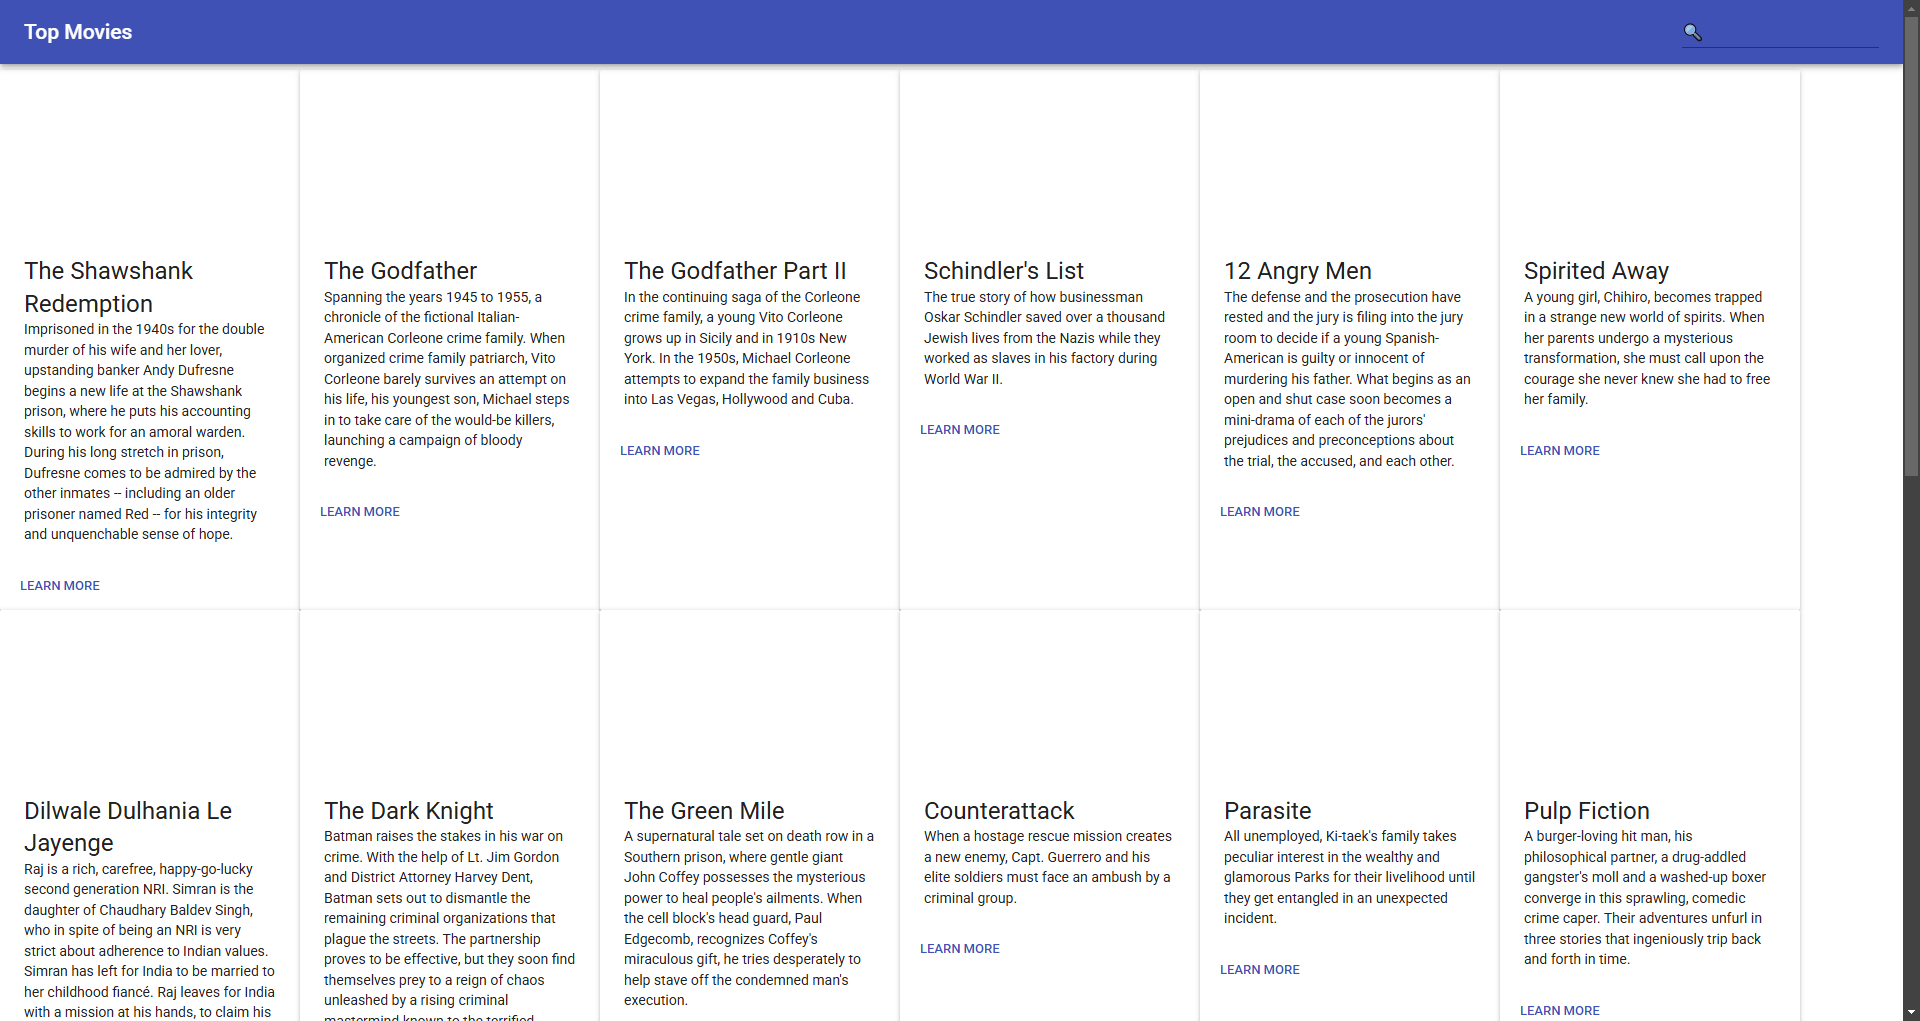 Top Movies
The Shawshank
Redemption
Imprisoned in the 1940s for the double
murder of his wife and her lover,
upstanding banker Andy Dufresne
begins a new life at the Shawshank
prison, where he puts his accounting
skills to work for an amoral warden.
During his long stretch in prison,
Dufresne comes to be admired by the
other inmates -- including an older
prisoner named Red -- for his integrity
and unquenchable sense of hope.
LEARN MORE
The Godfather
Spanning the years 1945 to 1955, a
chronicle of the fictional Italian-
American Corleone crime family. When
organized crime family patriarch, Vito
Corleone barely survives an attempt on
his life, his youngest son, Michael steps
in to take care of the would-be killers,
launching a campaign of bloody
revenge.
LEARN MORE
The Godfather Part II
In the continuing saga of the Corleone
crime family, a young Vito Corleone
grows up in Sicily and in 1910s New
York. In the 1950s, Michael Corleone
attempts to expand the family business
into Las Vegas, Hollywood and Cuba.
LEARN MORE
Schindler's List
The true story of how businessman
Oskar Schindler saved over a thousand
Jewish lives from the Nazis while they
worked as slaves in his factory during
World War II.
LEARN MORE
12 Angry Men
The defense and the prosecution have
rested and the jury is filing into the jury
room to decide if a young Spanish-
American is guilty or innocent of
murdering his father. What begins as an
open and shut case soon becomes a
mini-drama of each of the jurors'
prejudices and preconceptions about
the trial, the accused, and each other.
LEARN MORE
Spirited Away
A young girl, Chihiro, becomes trapped
in a strange new world of spirits. When
her parents undergo a mysterious
transformation, she must call upon the
courage she never knew she had to free
her family.
LEARN MORE
Dilwale Dulhania Le
Jayenge
Raj is a rich, carefree, happy-go-lucky
second generation NRI. Simran is the
daughter of Chaudhary Baldev Singh,
who in spite of being an NRI is very
strict about adherence to Indian values.
Simran has left for India to be married to
her childhood fiancé. Raj leaves for India
with a mission at his hands, to claim his
The Dark Knight
Batman raises the stakes in his war on
crime. With the help of Lt. Jim Gordon
and District Attorney Harvey Dent,
Batman sets out to dismantle the
remaining criminal organizations that
plague the streets. The partnership
proves to be effective, but they soon find
themselves prey to a reign of chaos
unleashed by a rising criminal
mastermind known to the terrified
The Green Mile
A supernatural tale set on death row in a
Southern prison, where gentle giant
John Coffey possesses the mysterious
power to heal people's ailments. When
the cell block's head guard, Paul
Edgecomb, recognizes Coffey's
miraculous gift, he tries desperately to
help stave off the condemned man's
execution.
Counterattack
When a hostage rescue mission creates
a new enemy, Capt. Guerrero and his
elite soldiers must face an ambush by a
criminal group.
LEARN MORE
Parasite
All unemployed, Ki-taek's family takes
peculiar interest in the wealthy and
glamorous Parks for their livelihood until
they get entangled in an unexpected
incident.
LEARN MORE
Pulp Fiction
A burger-loving hit man, his
philosophical partner, a drug-addled
gangster's moll and a washed-up boxer
converge in this sprawling, comedic
crime caper. Their adventures unfurl in
three stories that ingeniously trip back
and forth in time.
LEARN MORE